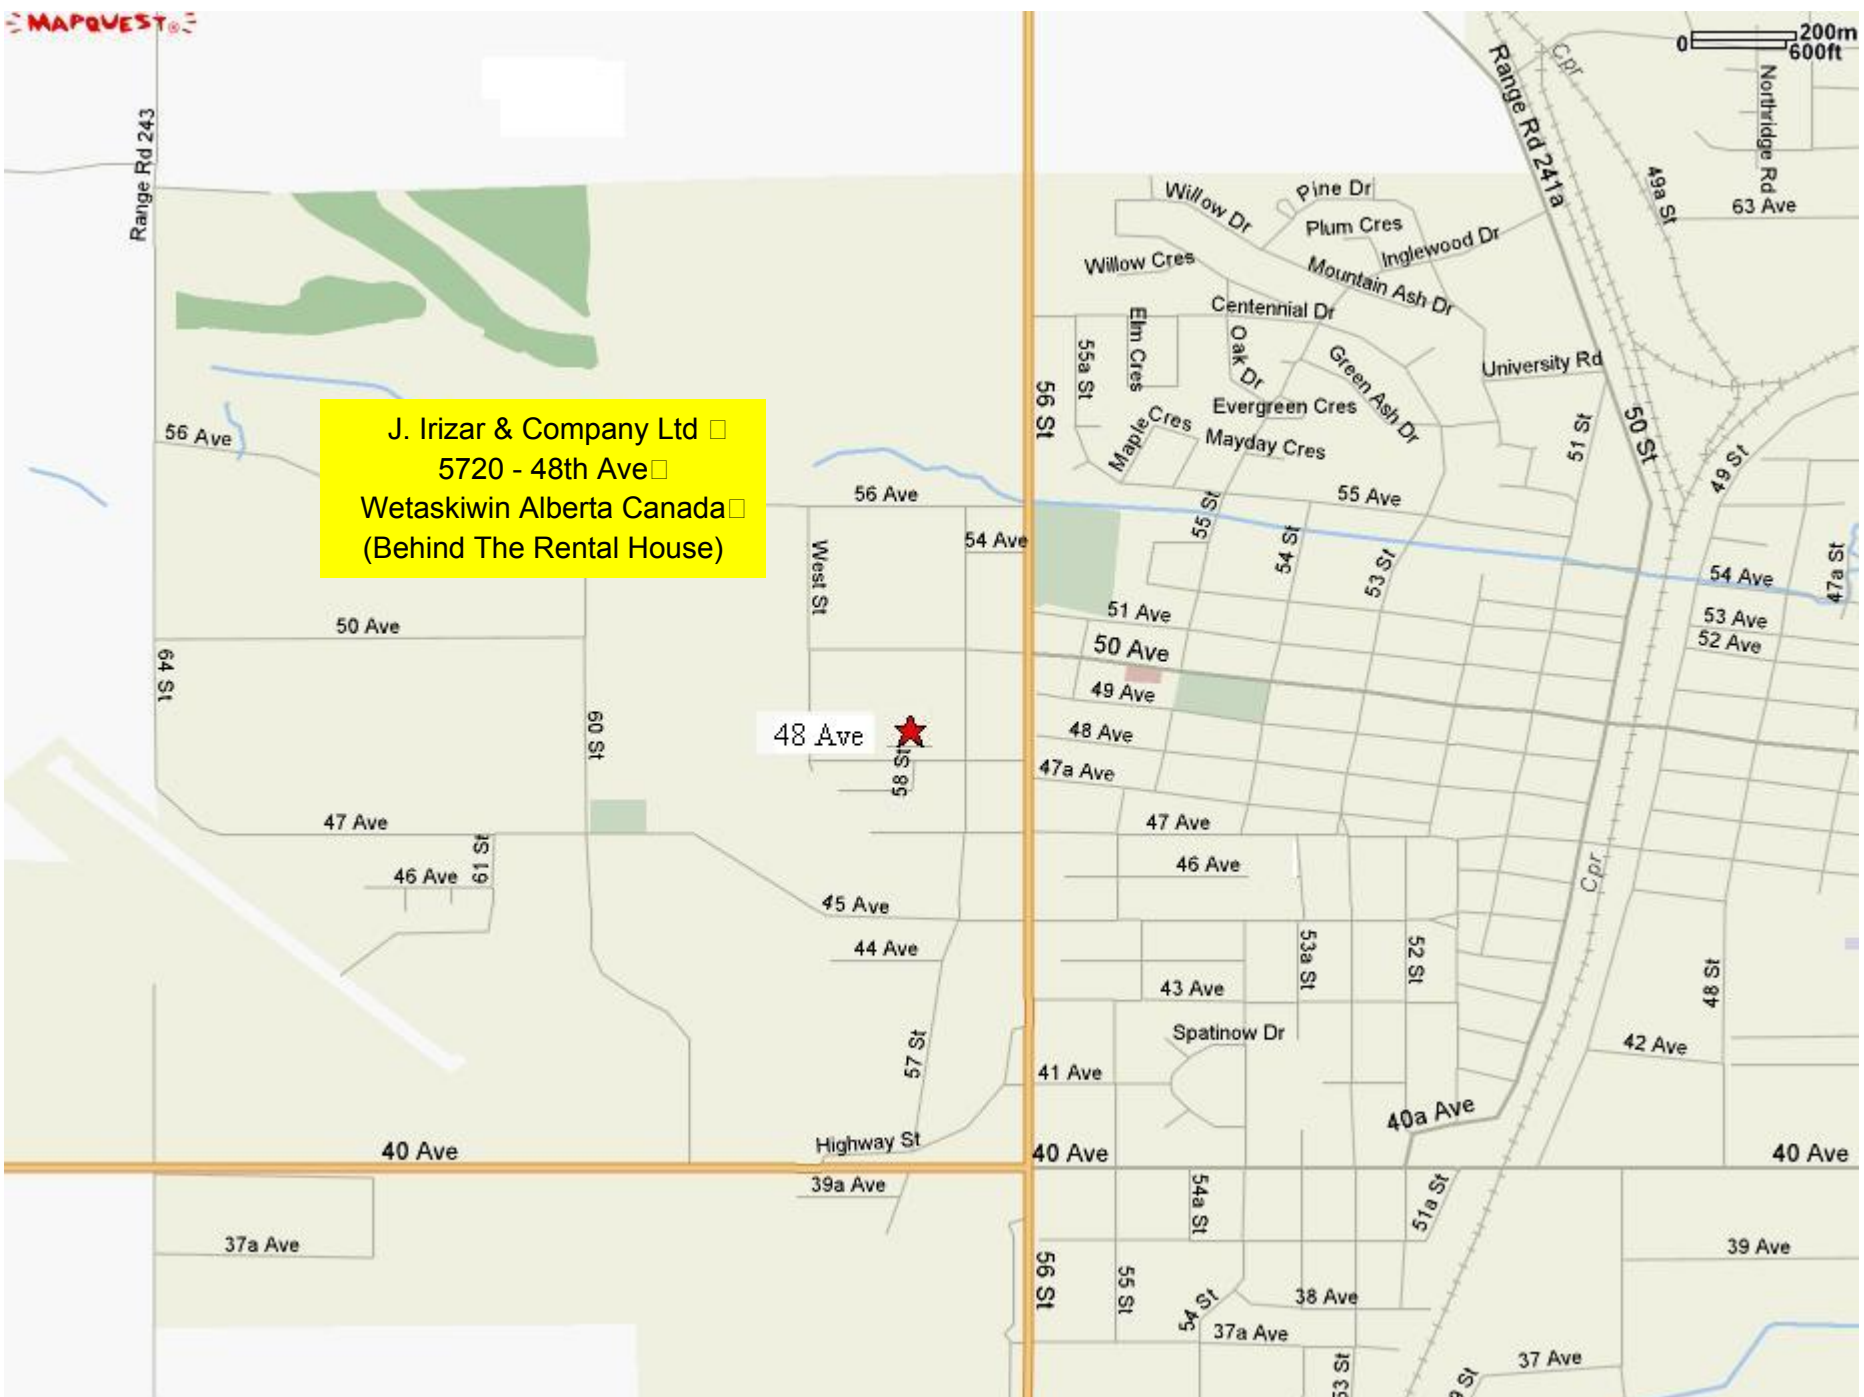 MAPQUEST®
0 200m
600ft
Cpr
Range Rd 241a
Northridge Rd
Range Rd 243
49a St
63 Ave
Willow Dr
Pine Dr
Plum Cres
Inglewood Dr
Willow Cres
Mountain Ash Dr
Centennial Dr
Elm Cres
55a St
Oak Dr
Green Ash Dr
University Rd
56 St
Evergreen Cres
Maple Cres
Mayday Cres
51 St
50 St
49 St
56 Ave
J. Irizar & Company Ltd
5720 - 48th Ave
Wetaskiwin Alberta Canada
(Behind The Rental House)
56 Ave
55 Ave
55 St
54 St
53 St
54 Ave
West St
54 Ave
47a St
51 Ave
53 Ave
52 Ave
50 Ave
50 Ave
64 St
49 Ave
60 St
48 Ave
48 Ave
58 St
47a Ave
47 Ave
47 Ave
61 St
46 Ave
46 Ave
Cpr
45 Ave
44 Ave
53a St
52 St
48 St
43 Ave
57 St
Spatinow Dr
42 Ave
41 Ave
40a Ave
40 Ave
Highway St
40 Ave
40 Ave
39a Ave
54a St
51a St
37a Ave
39 Ave
56 St
55 St
54 St
38 Ave
37a Ave
53 St
37 Ave
9 St